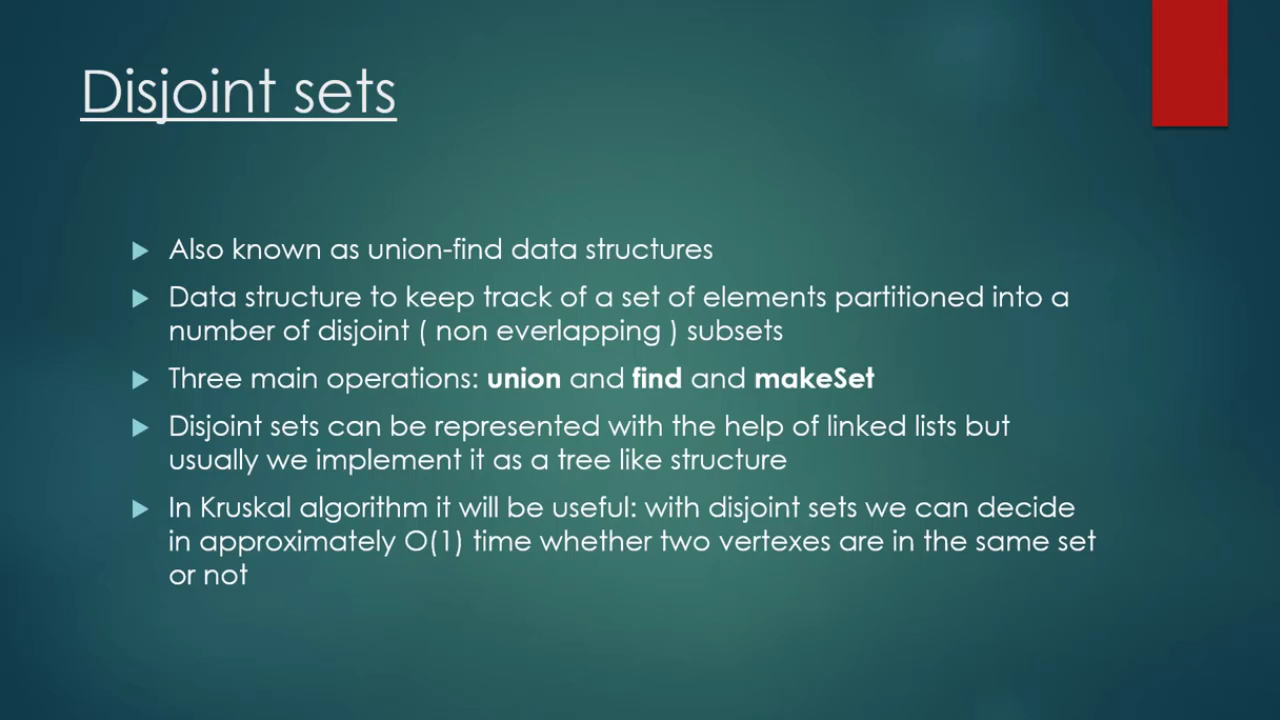 Disjoint sets
Also known as union-find data structures
Data structure to keep track of a set of elements partitioned into a
number of disjoint ( non everlapping ) subsets
Three main operations: union and find and makeSet
Disjoint sets can be represented with the help of linked lists but
usually we implement it as a tree like structure
In Kruskal algorithm it will be useful: with disjoint sets we can decide
in approximately O(1) time whether two vertexes are in the same set
or not